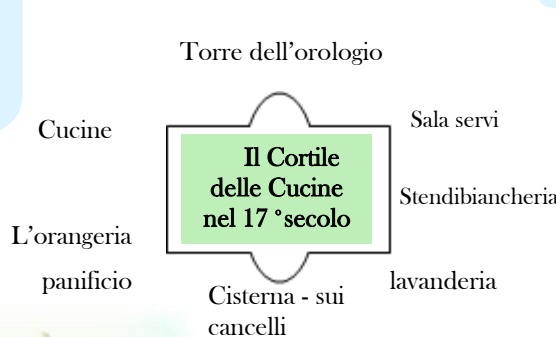 Torre dell'orologio
Cucine
Sala servi
Il Cortile
delle Cucine
nel 17 °secolo
Stendibiancheria
L'orangeria
panificio
lavanderia
Cisterna - sui
cancelli